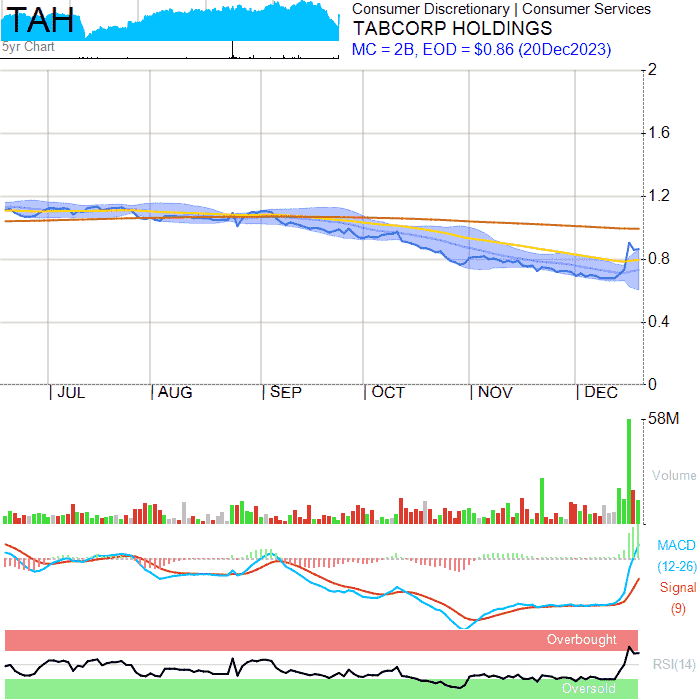 TAH
5yr Chart
Consumer Discretionary | Consumer Services
TABCORP HOLDINGS
MC = 2B, EOD = $0.86 (20Dec2023)
2
1.6
1.2
0.8
0.4
0
JUL AUG SEP OCT NOV DEC
58M
Volume
MACD
(12-26)
Signal
(9)
Overbought
RSI(14)
Oversold